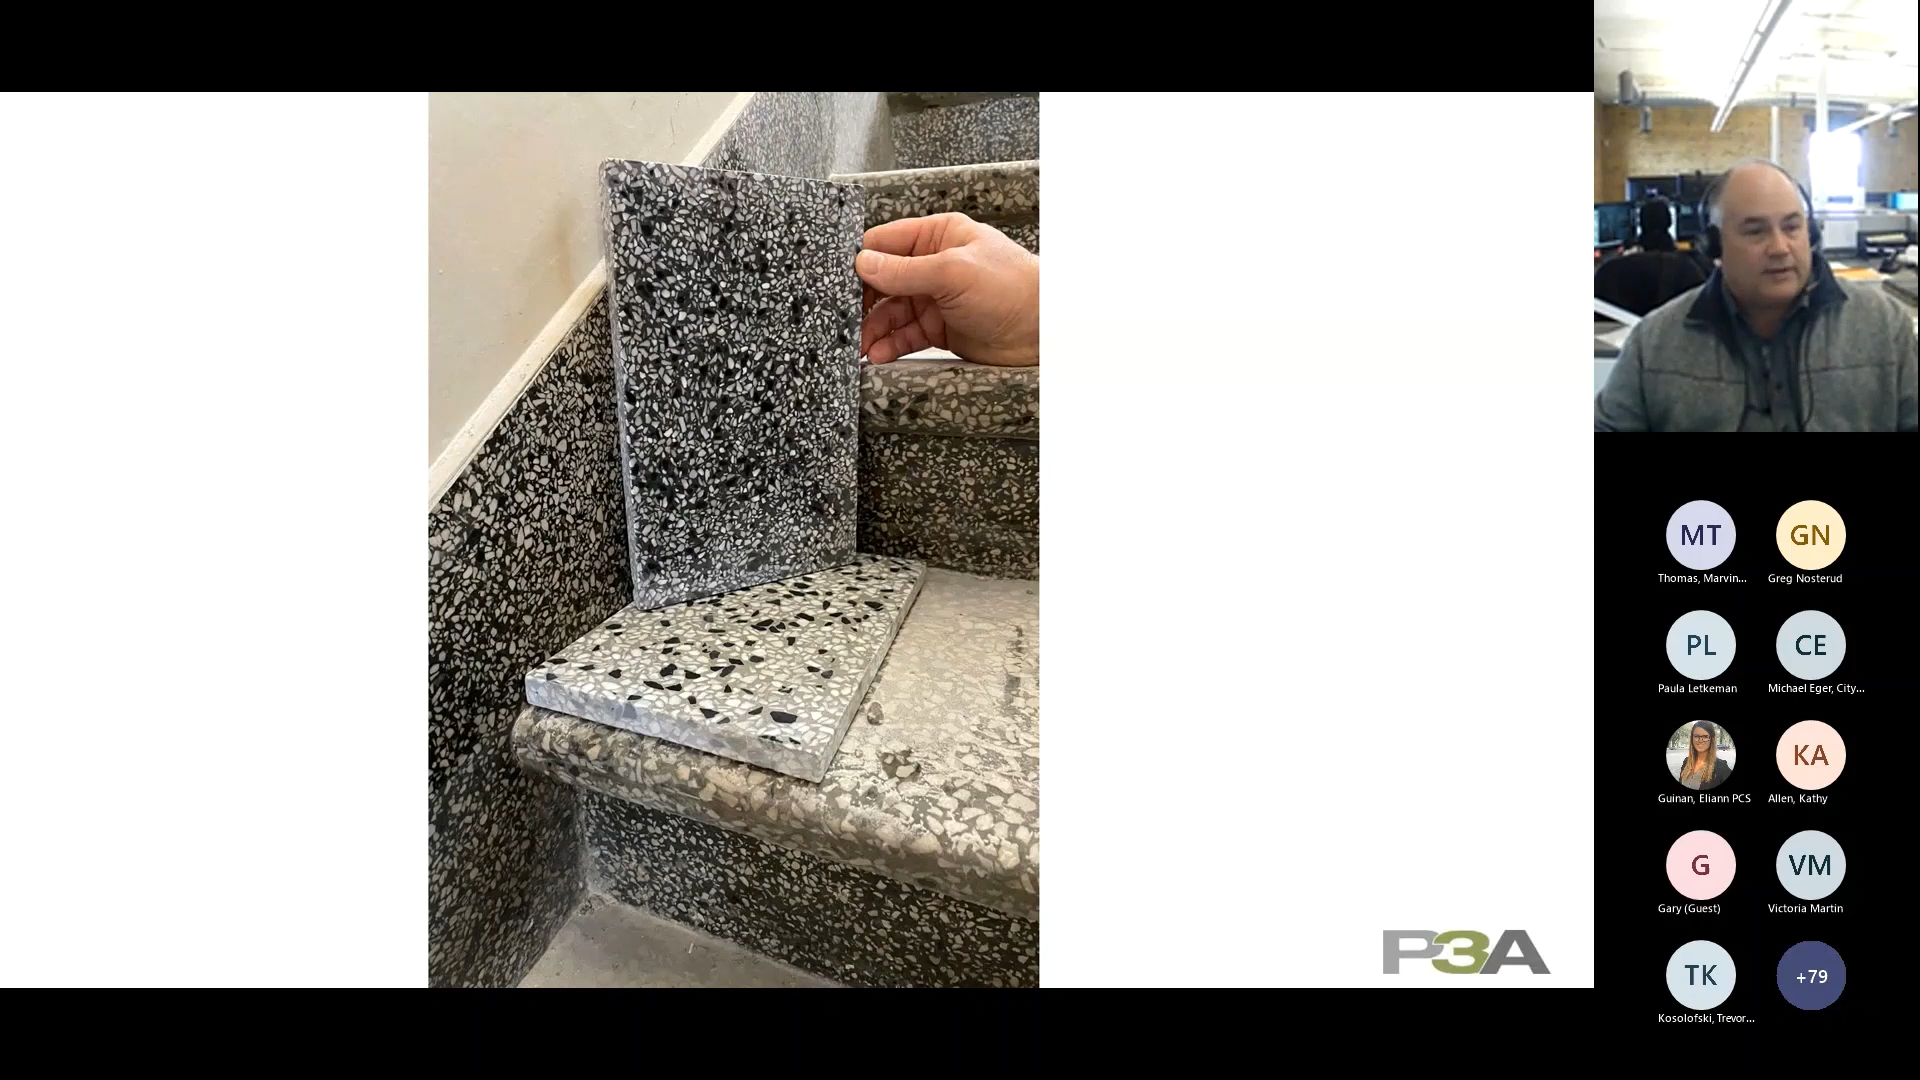 P3A
MT
GN
Thomas, Marvin...
Greg Nosterud
PL
CE
Paula Letkeman
Michael Eger, City...
Guinan, Eliann PCS
KA
Allen, Kathy
G
VM
Gary (Guest)
Victoria Martin
TK
+79
Kosolofski, Trevor...